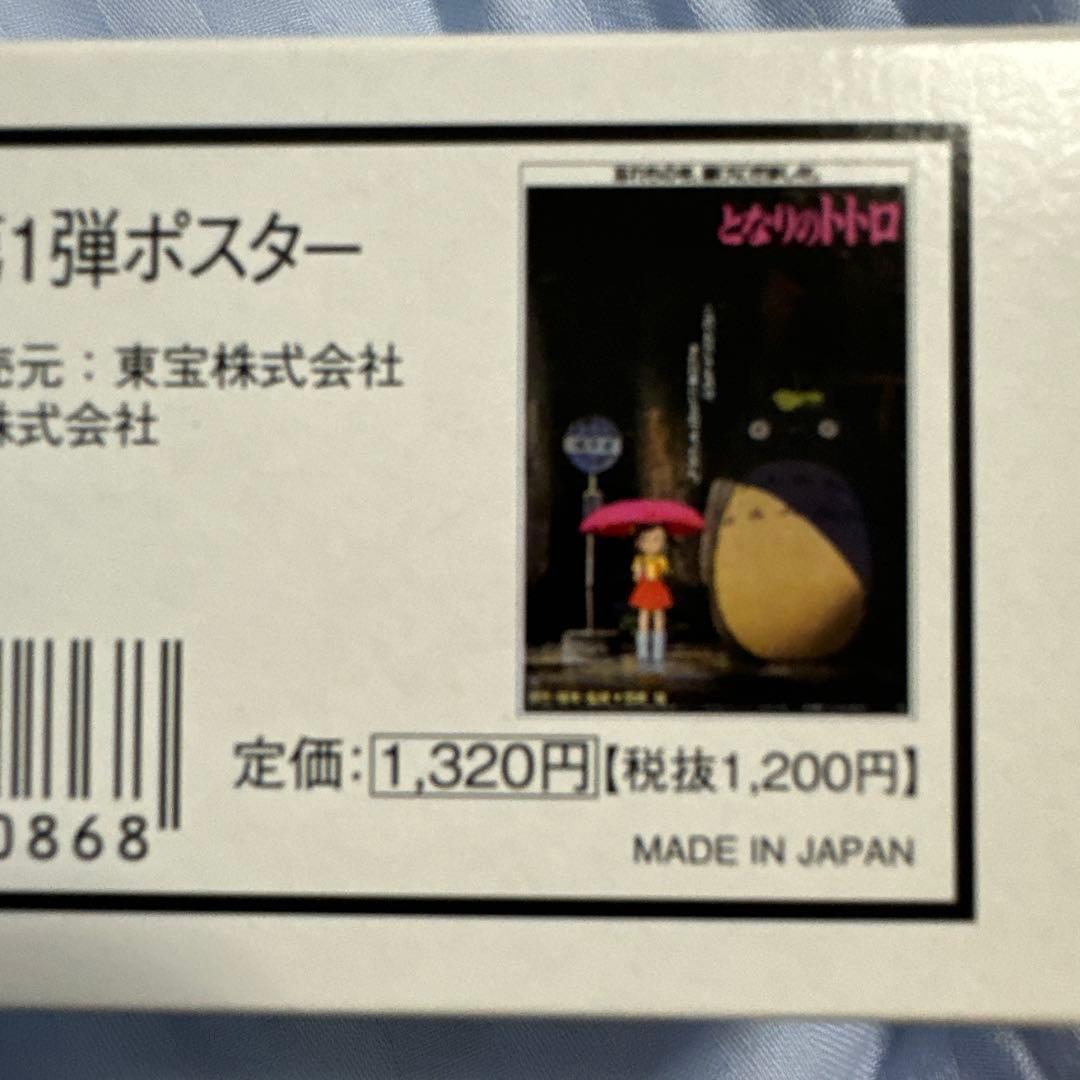 第1弾ポスター
売元：東宝株式会社
株式会社
となりのトトロ
0868
定価：1,320円【税抜1,200円】
MADE IN JAPAN